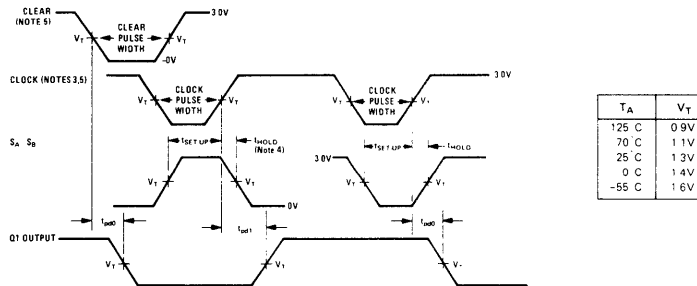 CLEAR (NOTE 5)
3.0V
VT CLEAR PULSE WIDTH VT
-0V
CLOCK (NOTES 3,5)
3.0V
VT CLOCK PULSE WIDTH VT
VT CLOCK PULSE WIDTH V-
SA SB
tSET UP
tHOLD (Note 4)
tSET UP
tHOLD
3.0V
VT VT
VT VT
0V
tpd0
tpd1
tpd0
Q1 OUTPUT
VT
VT
V-
TA VT
125 C 0.9V
70 C 1.1V
25 C 1.3V
0 C 1.4V
-55 C 1.6V